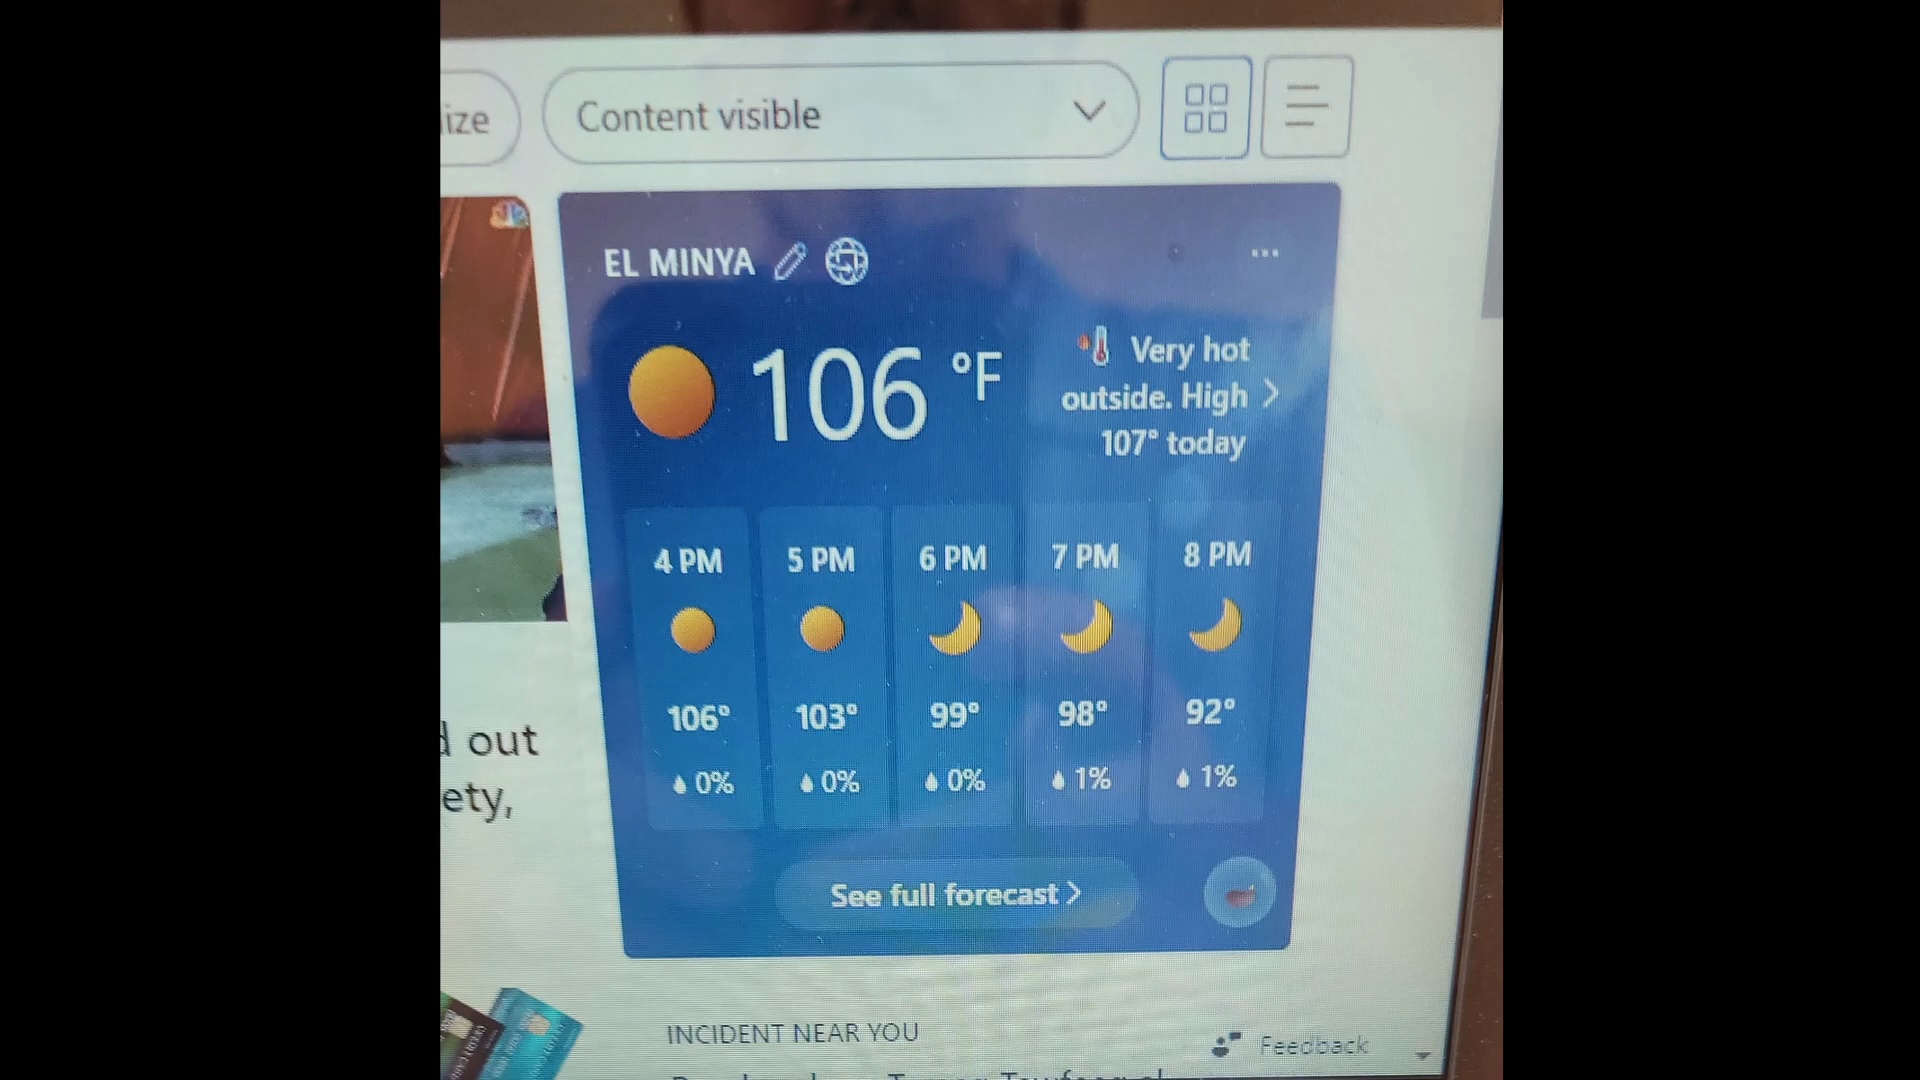 ize
Content visible
EL MINYA
106 °F
Very hot
outside. High
107° today
4 PM 5 PM 6 PM 7 PM 8 PM
106° 103° 99° 98° 92°
0% 0% 0% 1% 1%
out
ety,
See full forecast
INCIDENT NEAR YOU
Feedback